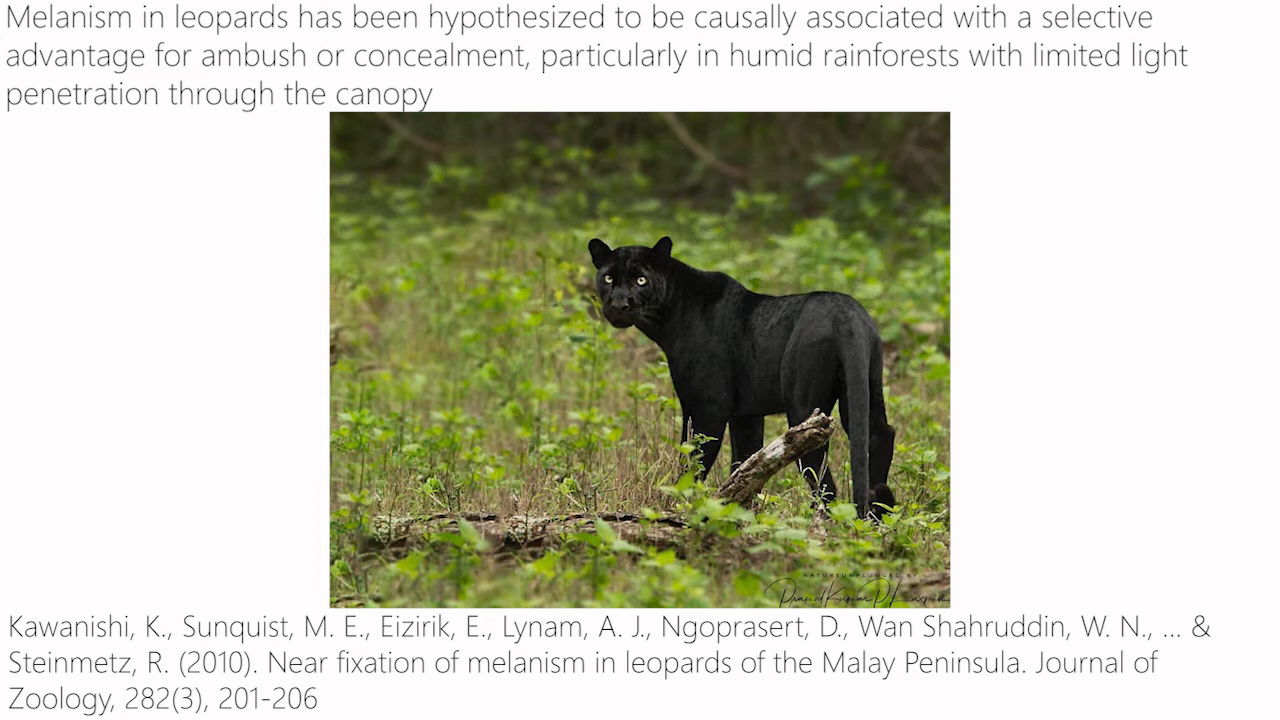 Melanism in leopards has been hypothesized to be causally associated with a selective
advantage for ambush or concealment, particularly in humid rainforests with limited light
penetration through the canopy
NATUREUNPLUGGED BY
Kawanishi, K., Sunquist, M. E., Eizirik, E., Lynam, A. J., Ngoprasert, D., Wan Shahruddin, W. N., ... &
Steinmetz, R. (2010). Near fixation of melanism in leopards of the Malay Peninsula. Journal of
Zoology, 282(3), 201-206